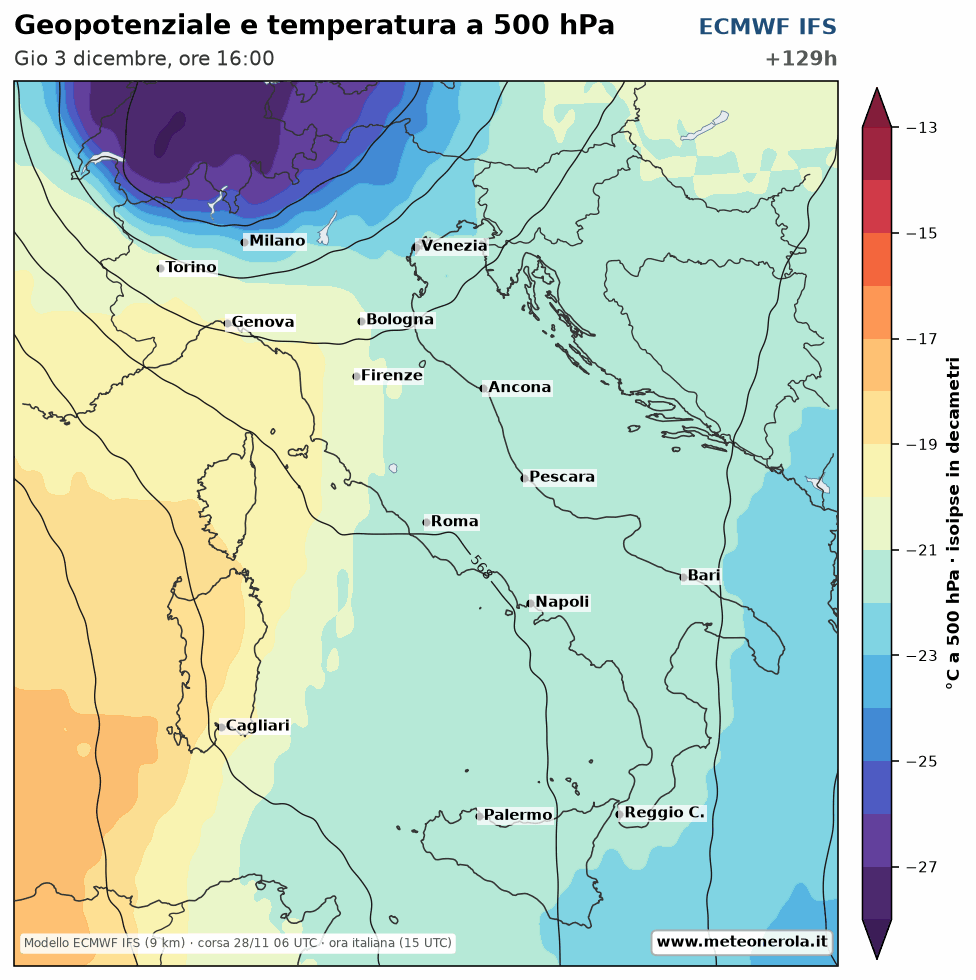 Geopotenziale e temperatura a 500 hPa
ECMWF IFS
Gio 3 dicembre, ore 16:00
+129h
Milano
Venezia
Torino
Genova
Bologna
Firenze
Ancona
Pescara
Roma
568
Bari
Napoli
Cagliari
Palermo
Reggio C.
−13
−15
−17
−19
−21
−23
−25
−27
°C a 500 hPa · isoipse in decametri
Modello ECMWF IFS (9 km) · corsa 28/11 06 UTC · ora italiana (15 UTC)
www.meteonerola.it